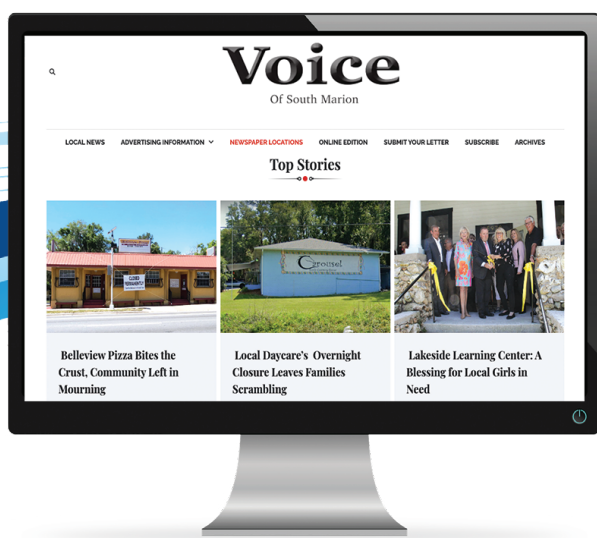 Voice
Of South Marion
LOCAL NEWS ADVERTISING INFORMATION NEWSPAPER LOCATIONS ONLINE EDITION SUBMIT YOUR LETTER SUBSCRIBE ARCHIVES
Top Stories
CLOSED
PERMANENTLY
Carousel
Belleview Pizza Bites the
Crust, Community Left in
Mourning
Local Daycare's Overnight
Closure Leaves Families
Scrambling
Lakeside Learning Center: A
Blessing for Local Girls in
Need